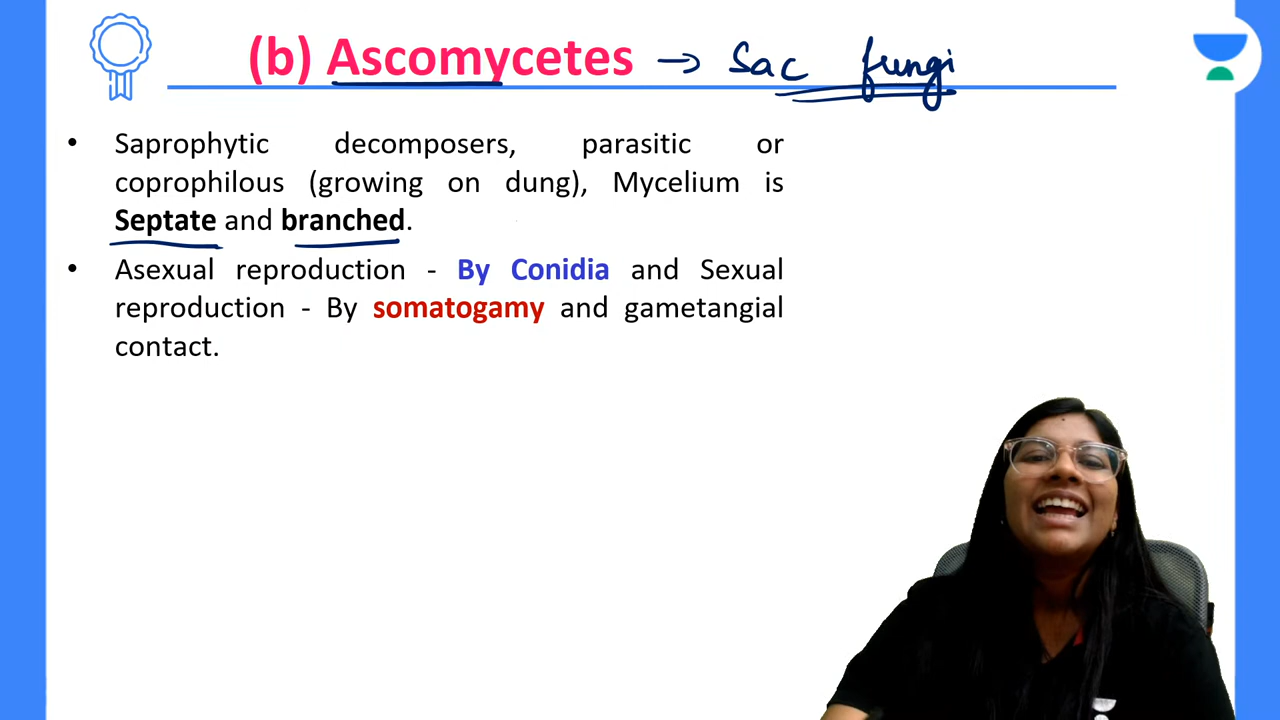 (b) Ascomycetes → Sac fungi
• Saprophytic decomposers, parasitic or
coprophilous (growing on dung), Mycelium is
Septate and branched.
• Asexual reproduction - By Conidia and Sexual
reproduction - By somatogamy and gametangial
contact.